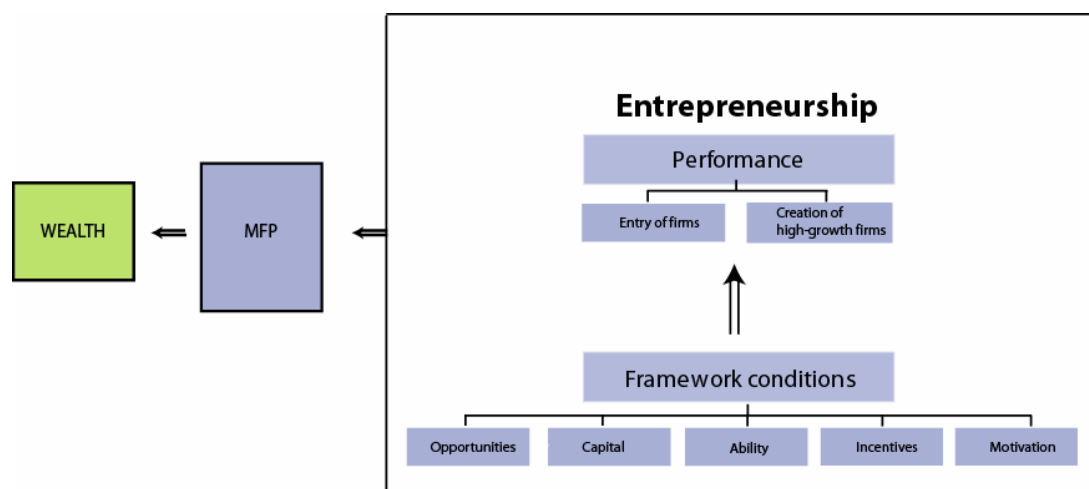 Entrepreneurship
Performance
Entry of firms
Creation of
high-growth firms
WEALTH
MFP
Framework conditions
Opportunities
Capital
Ability
Incentives
Motivation